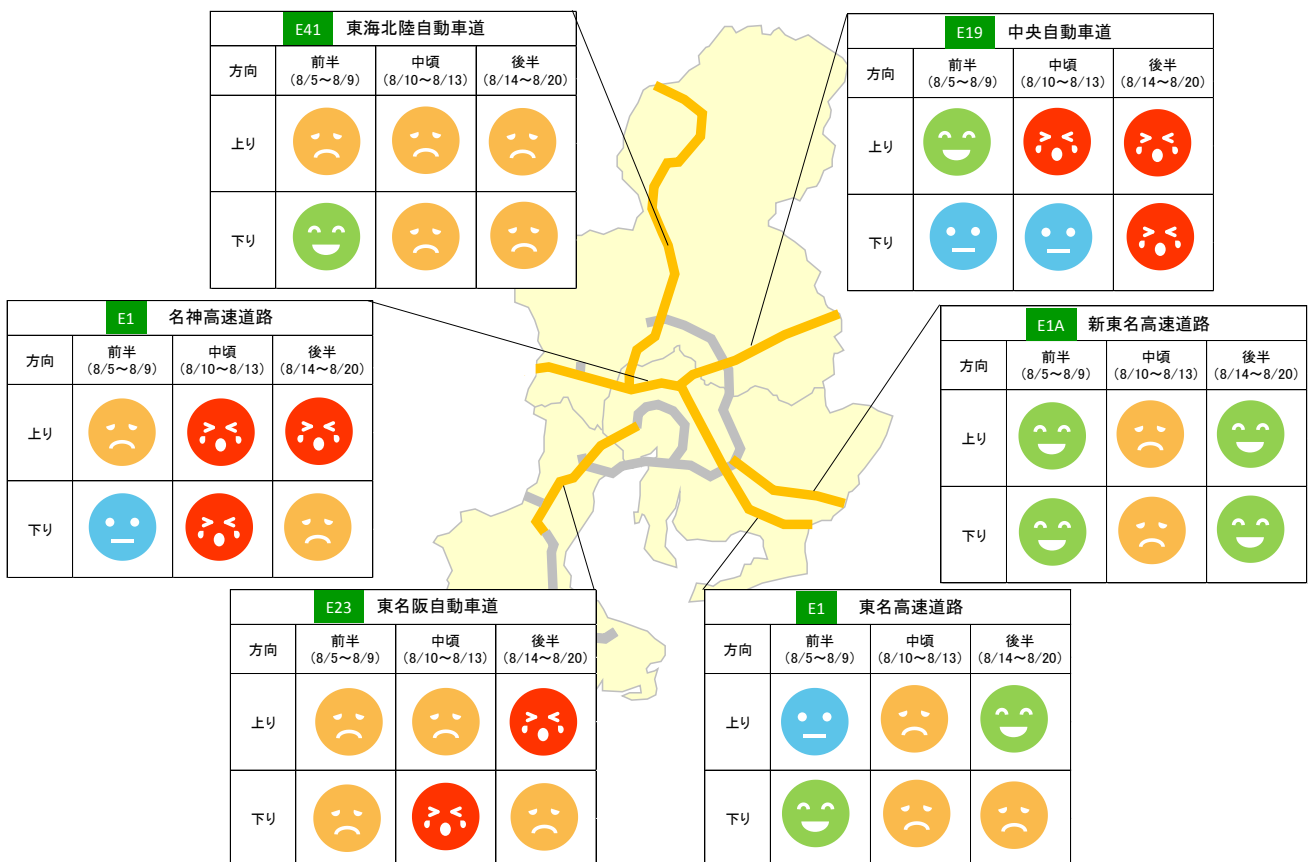 E41 東海北陸自動車道
方向 前半 中頃 後半
(8/5～8/9) (8/10～8/13) (8/14～8/20)
上り
下り
E19 中央自動車道
方向 前半 中頃 後半
(8/5～8/9) (8/10～8/13) (8/14～8/20)
上り
下り
E1 名神高速道路
方向 前半 中頃 後半
(8/5～8/9) (8/10～8/13) (8/14～8/20)
上り
下り
E1A 新東名高速道路
方向 前半 中頃 後半
(8/5～8/9) (8/10～8/13) (8/14～8/20)
上り
下り
E23 東名阪自動車道
方向 前半 中頃 後半
(8/5～8/9) (8/10～8/13) (8/14～8/20)
上り
下り
E1 東名高速道路
方向 前半 中頃 後半
(8/5～8/9) (8/10～8/13) (8/14～8/20)
上り
下り